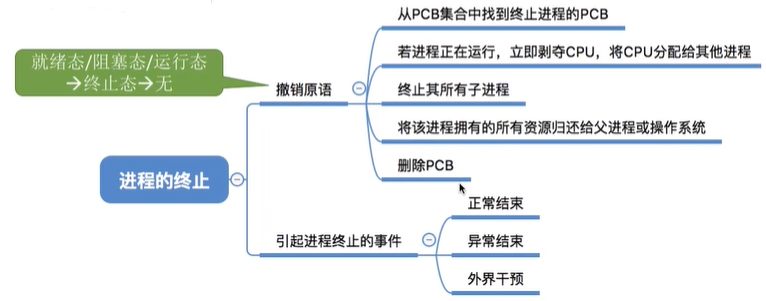 从PCB集合中找到终止进程的PCB
若进程正在运行，立即剥夺CPU，将CPU分配给其他进程
就绪态/阻塞态/运行态
→终止态→无
撤销原语
终止其所有子进程
将该进程拥有的所有资源归还给父进程或操作系统
删除PCB
进程的终止
正常结束
引起进程终止的事件
异常结束
外界干预